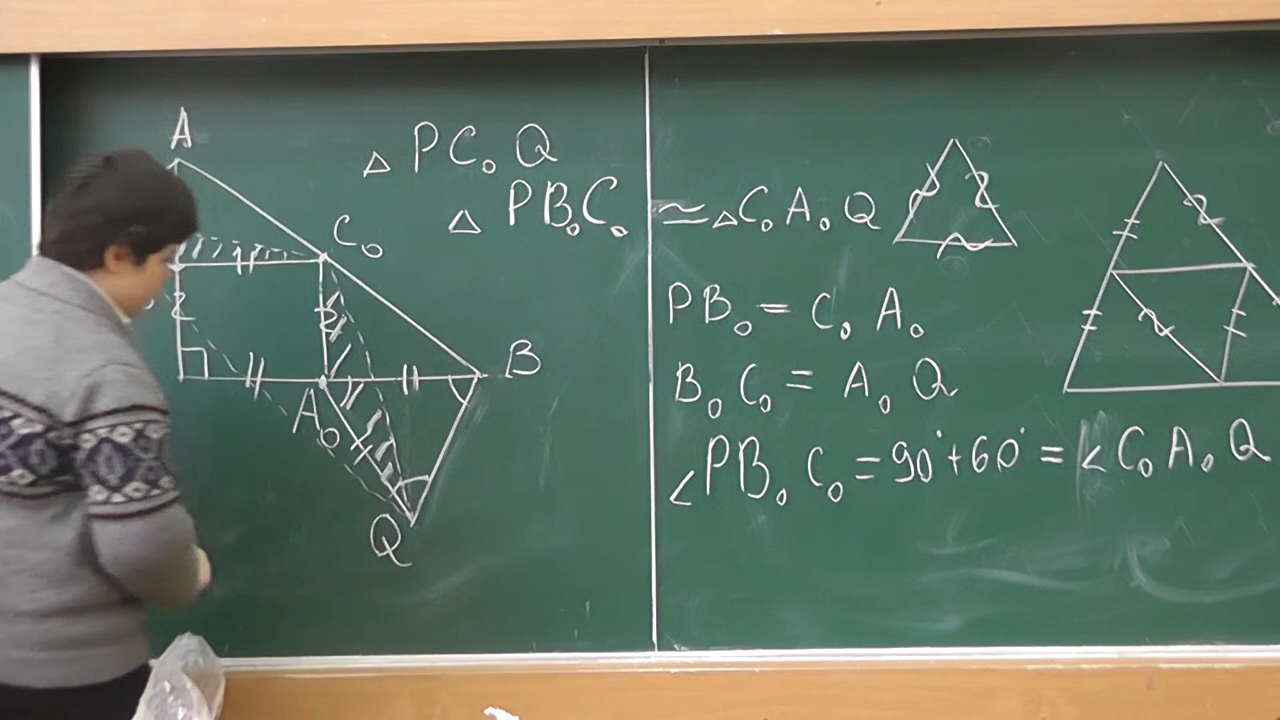 A
△ PC₀Q
△ PB₀C₀ ≃ △C₀A₀Q
C₀
PB₀ = C₀A₀
B
B₀C₀ = A₀Q
A₀
∠PB₀C₀ = 90° + 60° = ∠C₀A₀Q
Q